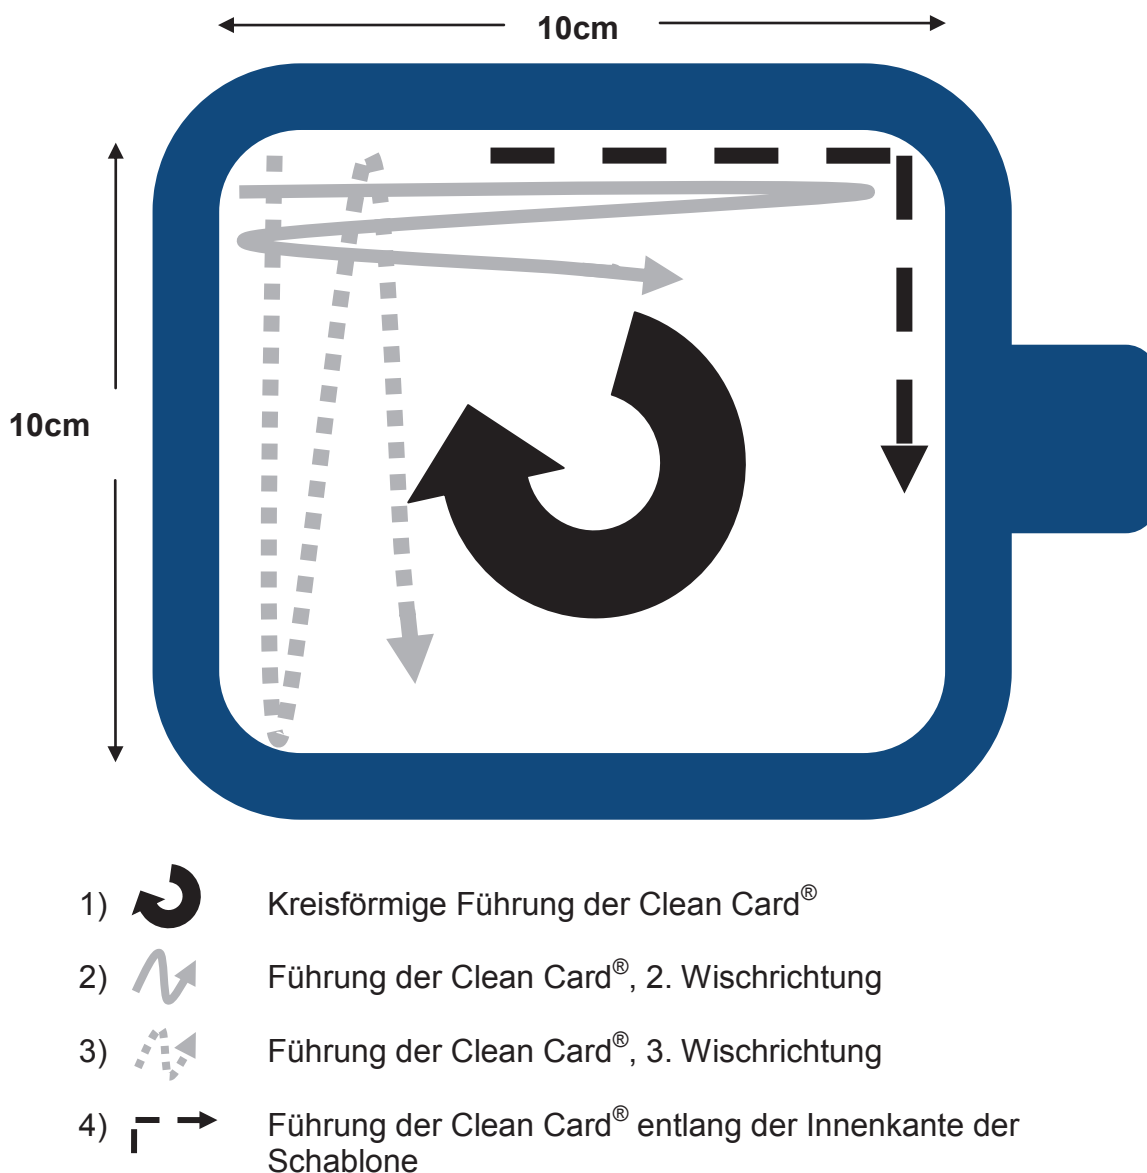 10cm
10cm
1) Kreisförmige Führung der Clean Card®
2) Führung der Clean Card®, 2. Wischrichtung
3) Führung der Clean Card®, 3. Wischrichtung
4) Führung der Clean Card® entlang der Innenkante der
Schablone